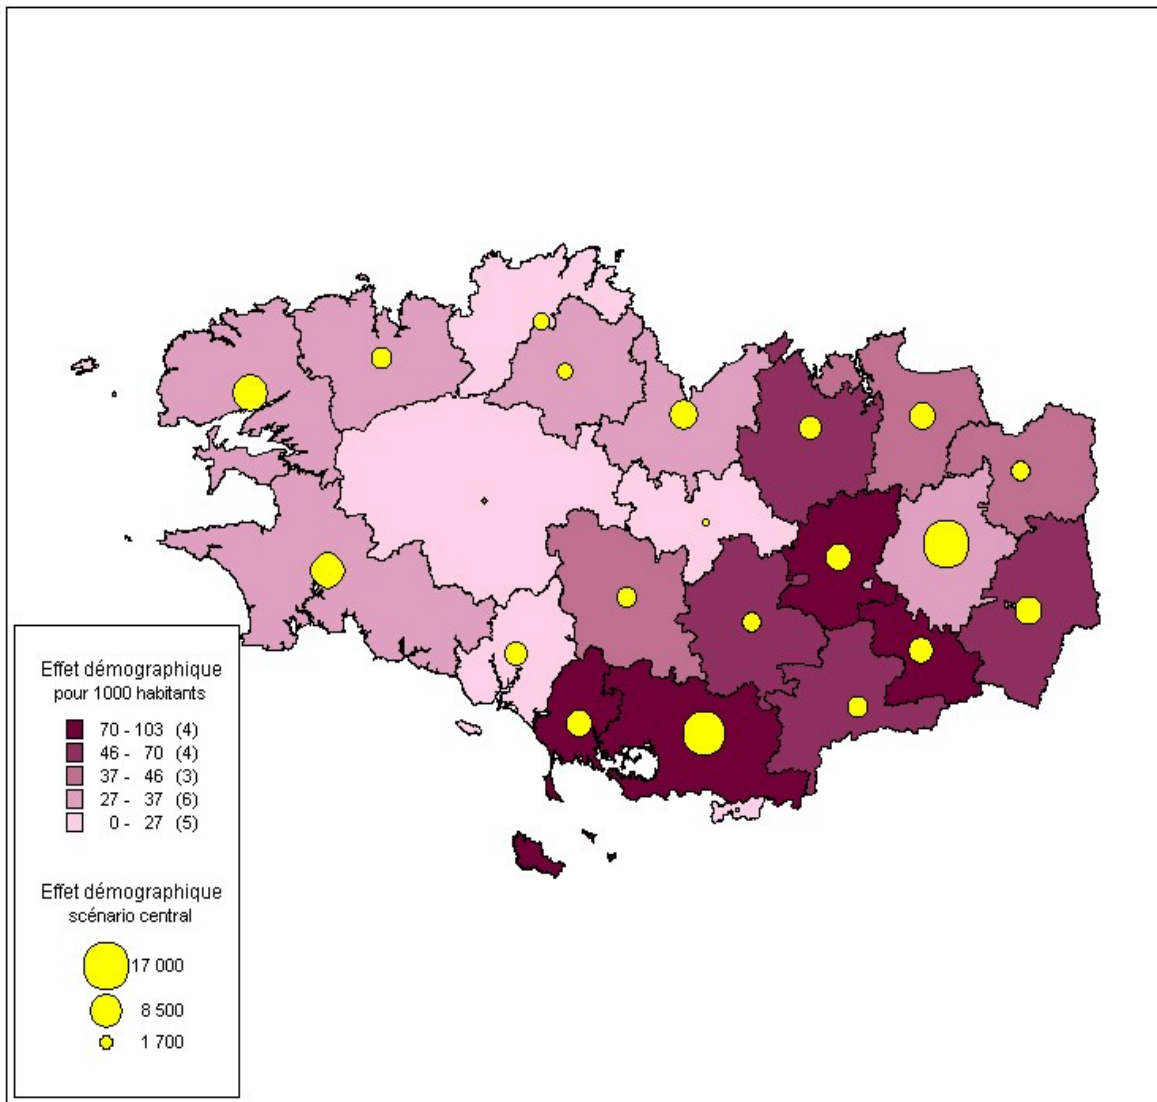 Effet démographique
pour 1000 habitants
70 - 103 (4)
46 - 70 (4)
37 - 46 (3)
27 - 37 (6)
0 - 27 (5)
Effet démographique
scénario central
17 000
8 500
1 700